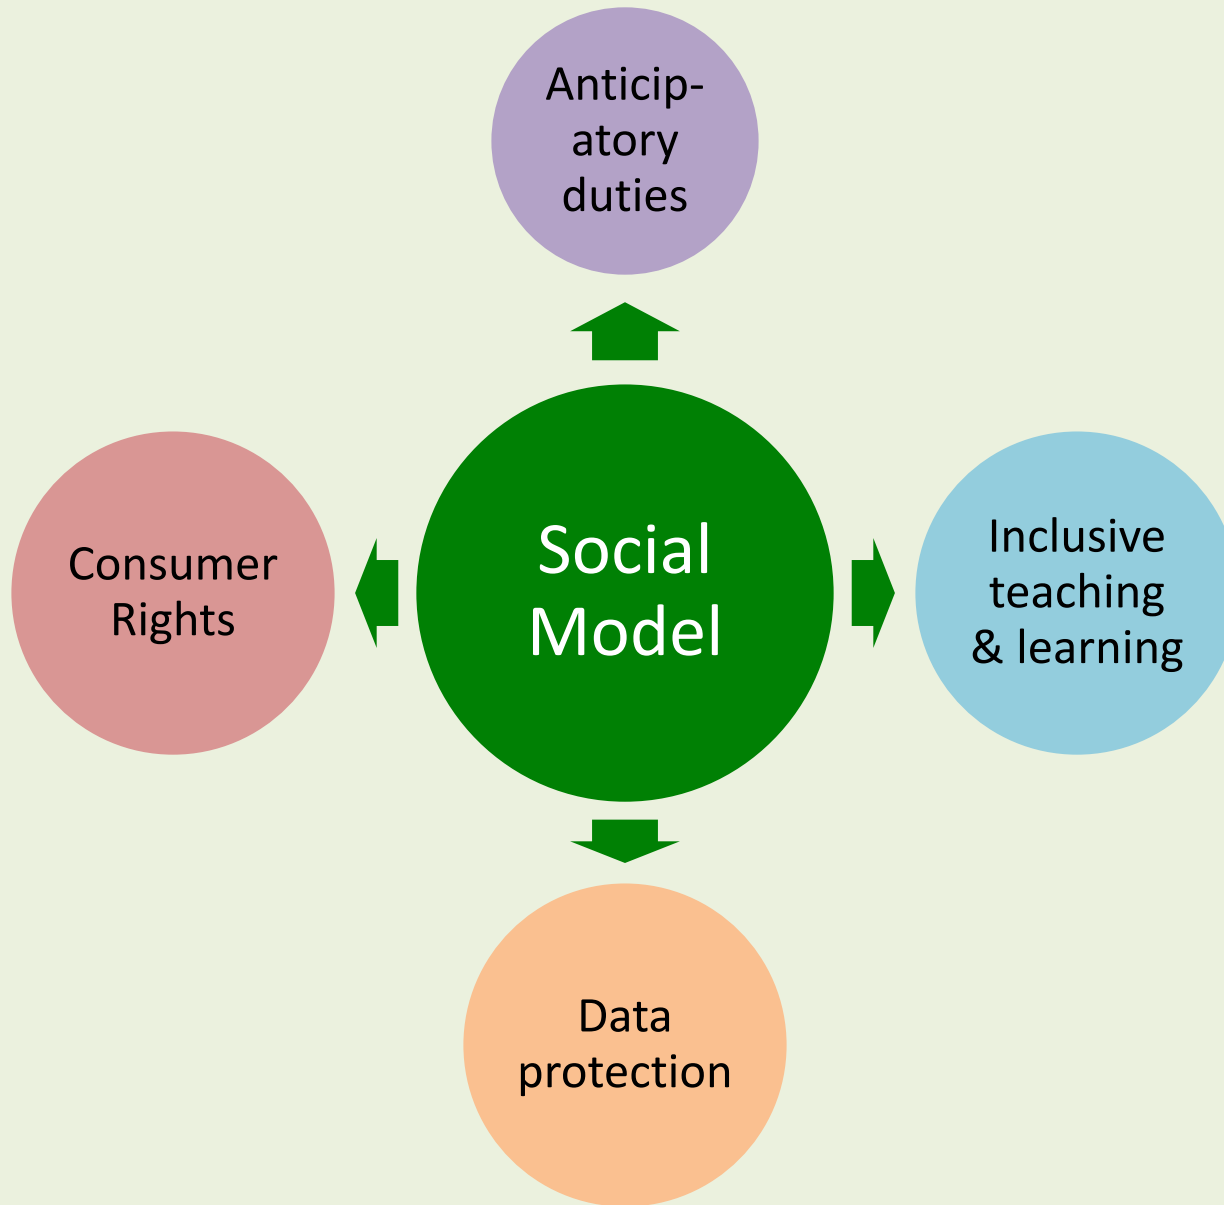 Anticip-
atory
duties
Consumer
Rights
Social
Model
Inclusive
teaching
& learning
Data
protection